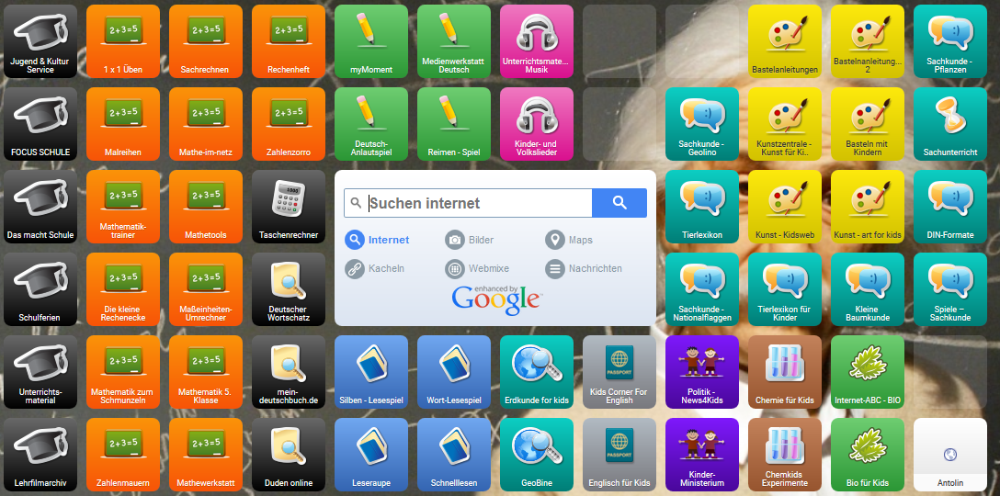 Jugend & Kultur
Service
2+3=5
1 x 1 Üben
2+3=5
Sachrechnen
2+3=5
Rechenheft
myMoment
Medienwerkstatt
Deutsch
Unterrichtsmate...
Musik
Bastelanleitungen
Bastelnanleitung...
2
Sachkunde -
Pflanzen
FOCUS SCHULE
2+3=5
Malreihen
2+3=5
Mathe-im-netz
2+3=5
Zahlenzorro
Deutsch-
Anlautspiel
Reimen - Spiel
Kinder- und
Volkslieder
Sachkunde -
Geolino
Kunstzentrale -
Kunst für Ki..
Basteln mit
Kindern
Sachunterricht
Das macht Schule
2+3=5
Mathematik-
trainer
2+3=5
Mathetools
Taschenrechner
Suchen internet
Internet
Bilder
Maps
Kacheln
Webmixe
Nachrichten
enhanced by
Google™
Tierlexikon
Kunst - Kidsweb
Kunst - art for kids
DIN-Formate
Schulferien
2+3=5
Die kleine
Rechenecke
2+3=5
Maßeinheiten-
Umrechner
Deutscher
Wortschatz
Sachkunde -
Nationalflaggen
Tierlexikon für
Kinder
Kleine
Baumkunde
Spiele –
Sachkunde
Unterrichts-
material
2+3=5
Mathematik zum
Schmunzeln
2+3=5
Mathematik 5.
Klasse
mein-
deutschbuch.de
Silben - Lesespiel
Wort-Lesespiel
Erdkunde for kids
PASSPORT
Kids Corner For
English
Politik -
News4Kids
Chemie für Kids
Internet-ABC - BIO
Lehrfilmarchiv
2+3=5
Zahlenmauern
2+3=5
Mathewerkstatt
Duden online
Leseraupe
Schnelllesen
GeoBine
PASSPORT
Englisch für Kids
Kinder-
Ministerium
Chemkids
Experimente
Bio für Kids
Antolin